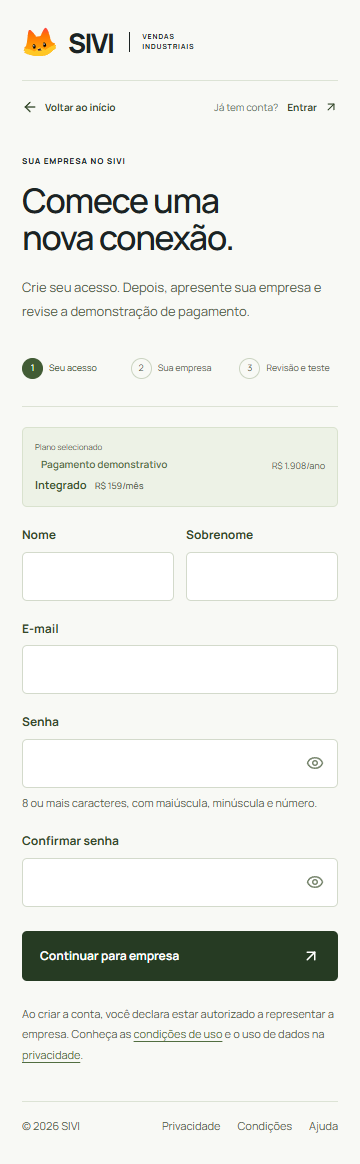 SIVI
VENDAS
INDUSTRIAIS
Voltar ao início
Já tem conta? Entrar
SUA EMPRESA NO SIVI
Comece uma
nova conexão.
Crie seu acesso. Depois, apresente sua empresa e
revise a demonstração de pagamento.
1 Seu acesso
2 Sua empresa
3 Revisão e teste
Plano selecionado
Pagamento demonstrativo
R$ 1.908/ano
Integrado R$ 159/mês
Nome
Sobrenome
E-mail
Senha
8 ou mais caracteres, com maiúscula, minúscula e número.
Confirmar senha
Continuar para empresa
Ao criar a conta, você declara estar autorizado a representar a
empresa. Conheça as condições de uso e o uso de dados na
privacidade.
© 2026 SIVI
Privacidade Condições Ajuda